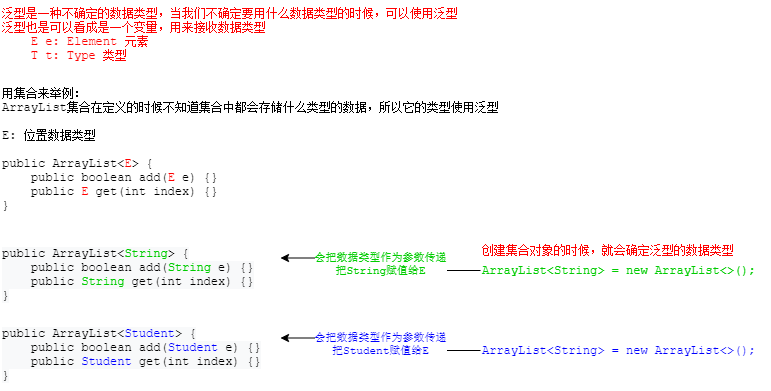 泛型是一种不确定的数据类型，当我们不确定要用什么数据类型的时候，可以使用泛型
泛型也是可以看成是一个变量，用来接收数据类型
E e: Element 元素
T t: Type 类型
用集合来举例:
ArrayList集合在定义的时候不知道集合中都会存储什么类型的数据，所以它的类型使用泛型
E: 位置数据类型
public ArrayList<E> {
public boolean add(E e) {}
public E get(int index) {}
}
创建集合对象的时候，就会确定泛型的数据类型
public ArrayList<String> {
public boolean add(String e) {}
public String get(int index) {}
}
会把数据类型作为参数传递
把String赋值给E
ArrayList<String> = new ArrayList<>();
public ArrayList<Student> {
public boolean add(Student e) {}
public Student get(int index) {}
}
会把数据类型作为参数传递
把Student赋值给E
ArrayList<String> = new ArrayList<>();